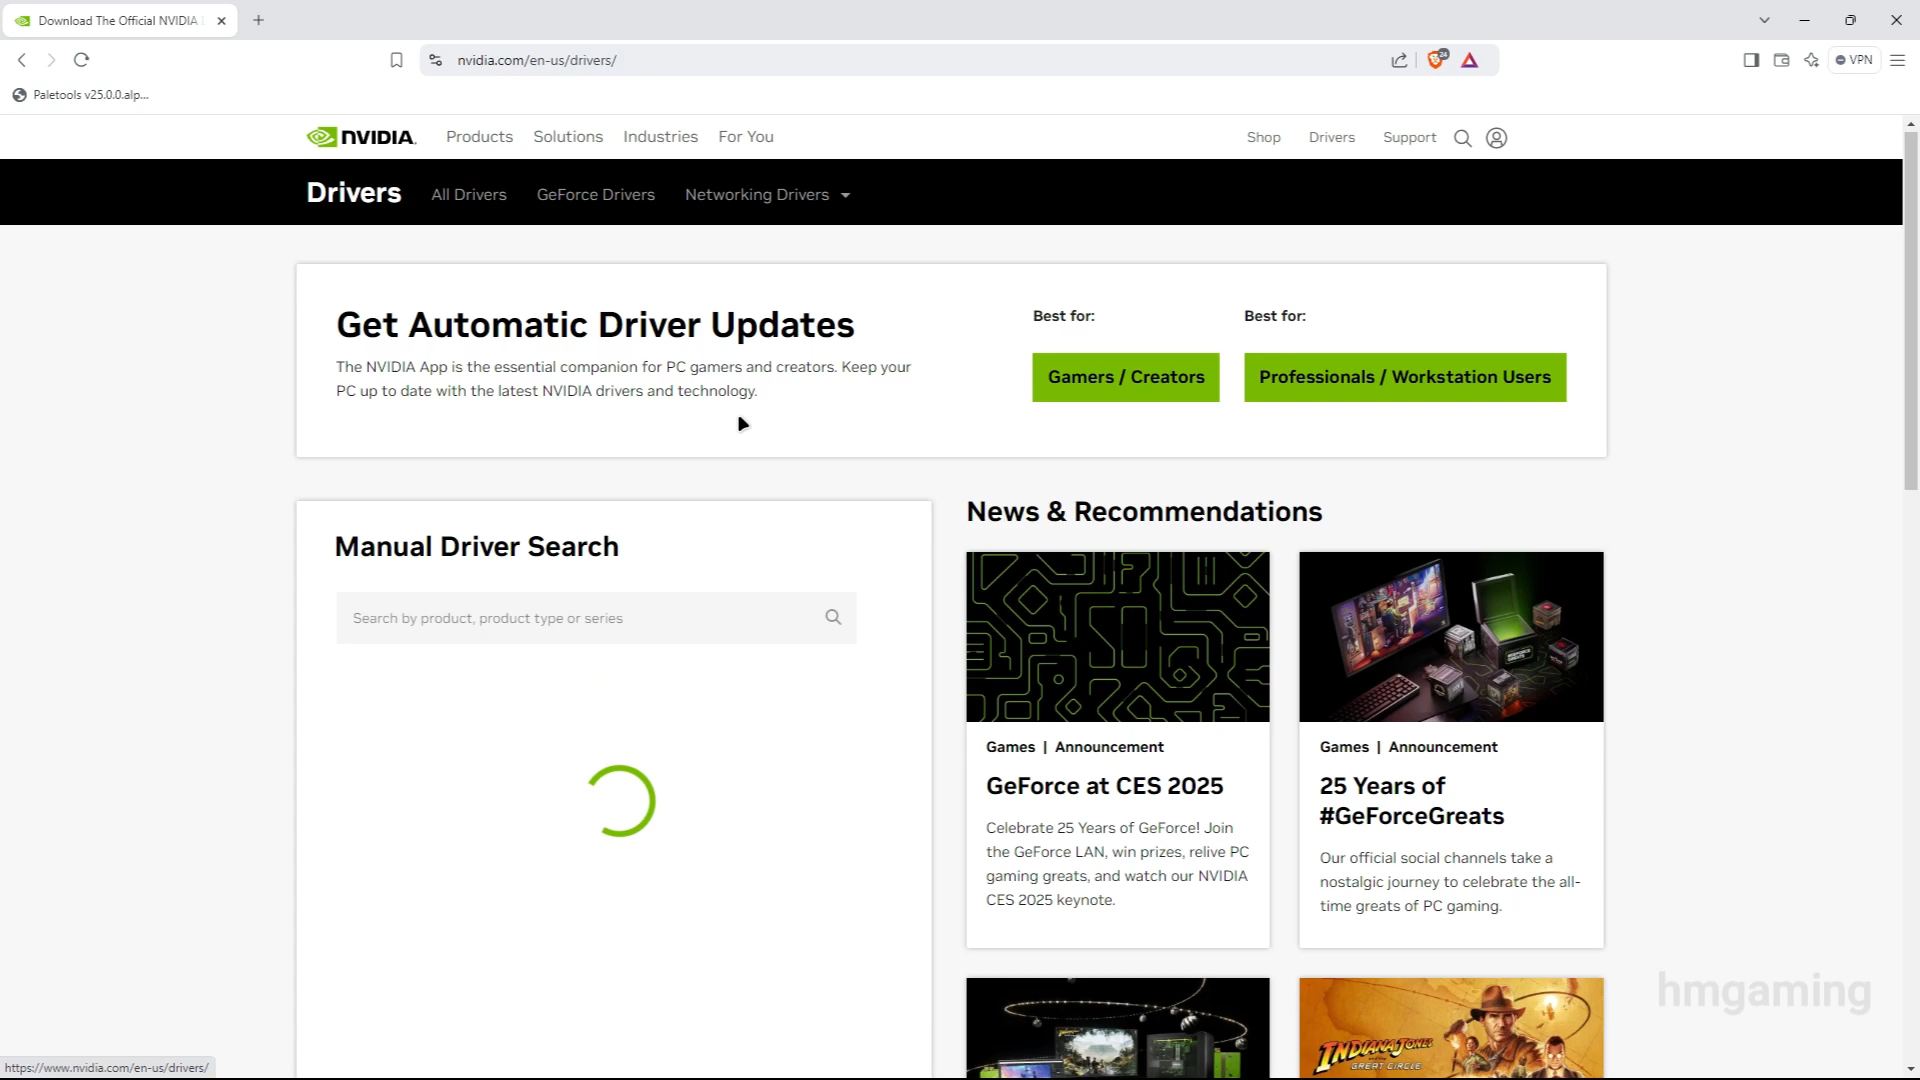 Download The Official NVIDIA
nvidia.com/en-us/drivers/
24
VPN
Paletools v25.0.0.alp...
NVIDIA.
Products
Solutions
Industries
For You
Shop
Drivers
Support
Drivers
All Drivers
GeForce Drivers
Networking Drivers
Get Automatic Driver Updates
The NVIDIA App is the essential companion for PC gamers and creators. Keep your
PC up to date with the latest NVIDIA drivers and technology.
Best for:
Gamers / Creators
Best for:
Professionals / Workstation Users
Manual Driver Search
Search by product, product type or series
News & Recommendations
Games | Announcement
GeForce at CES 2025
Celebrate 25 Years of GeForce! Join
the GeForce LAN, win prizes, relive PC
gaming greats, and watch our NVIDIA
CES 2025 keynote.
Games | Announcement
25 Years of
#GeForceGreats
Our official social channels take a
nostalgic journey to celebrate the all-
time greats of PC gaming.
INDIANA JONES
GREAT CIRCLE
hmgaming
https://www.nvidia.com/en-us/drivers/